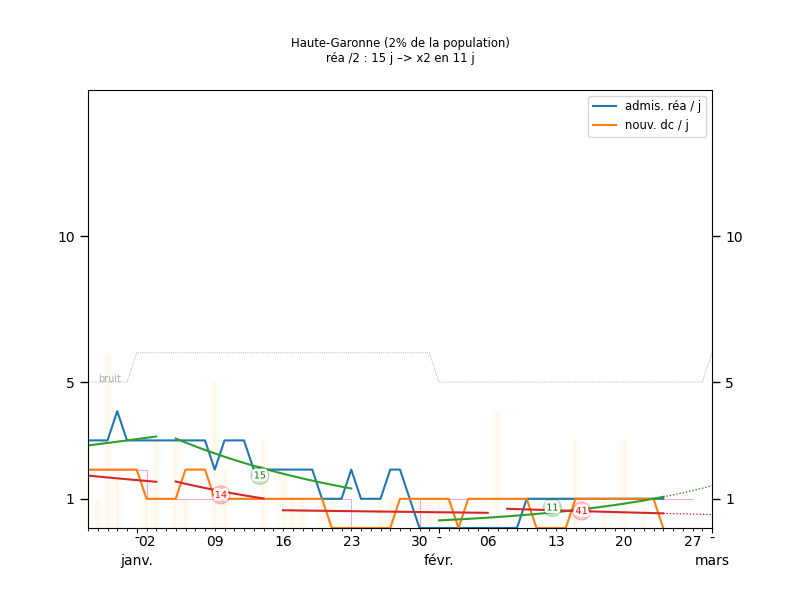 Haute-Garonne (2% de la population)
réa /2 : 15 j –> x2 en 11 j
admis. réa / j
nouv. dc / j
10 10
bruit
5 5
15
14
11
41
1 1
02 09 16 23 30 06 13 20 27
janv. févr. mars